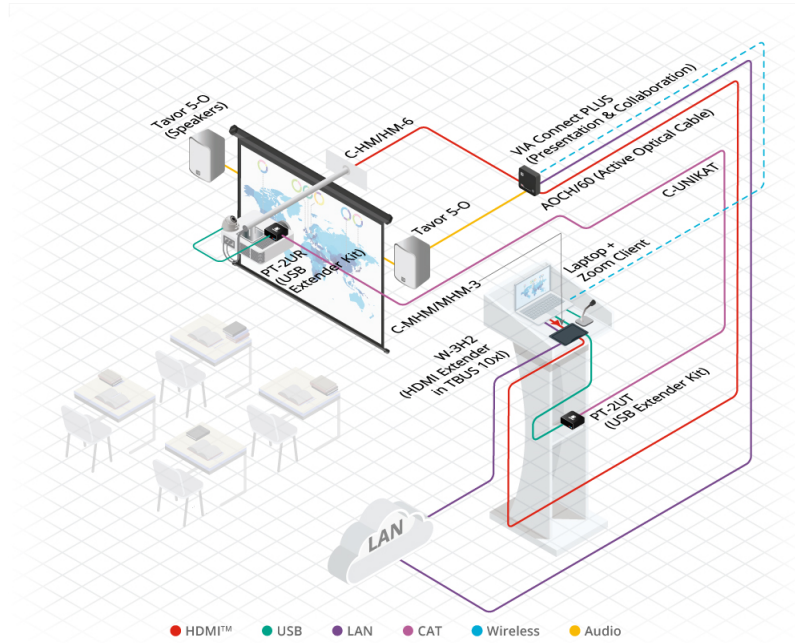 Tavor 5-O
(Speakers)
C-HM/HM-6
VIA Connect PLUS
(Presentation & Collaboration)
AOCH/60 (Active Optical Cable)
C-UNIKAT
Tavor 5-O
PT-2UR
(USB
Extender Kit)
C-MHM/MHM-3
Laptop +
Zoom Client
W-3H2
(HDMI Extender
in TBUS 10xl)
PT-2UT
(USB Extender Kit)
LAN
HDMI™
USB
LAN
CAT
Wireless
Audio